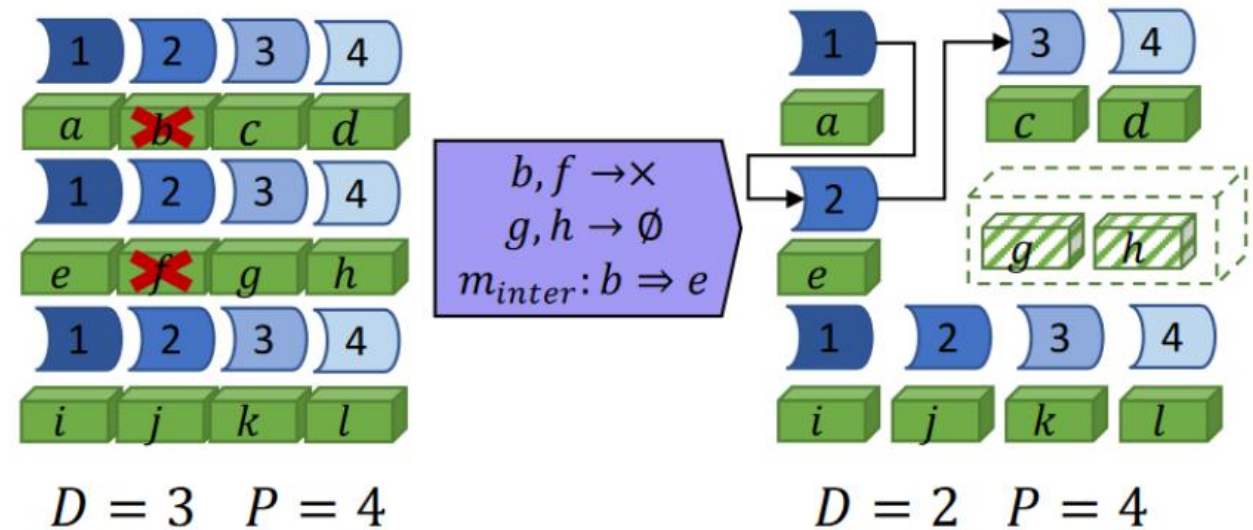 1 2 3 4
a b c d
1 2 3 4
e f g h
1 2 3 4
i j k l
D = 3 P = 4
b, f →×
g, h → ∅
m_inter: b ⇒ e
1 3 4
a c d
2
e g h
1 2 3 4
i j k l
D = 2 P = 4